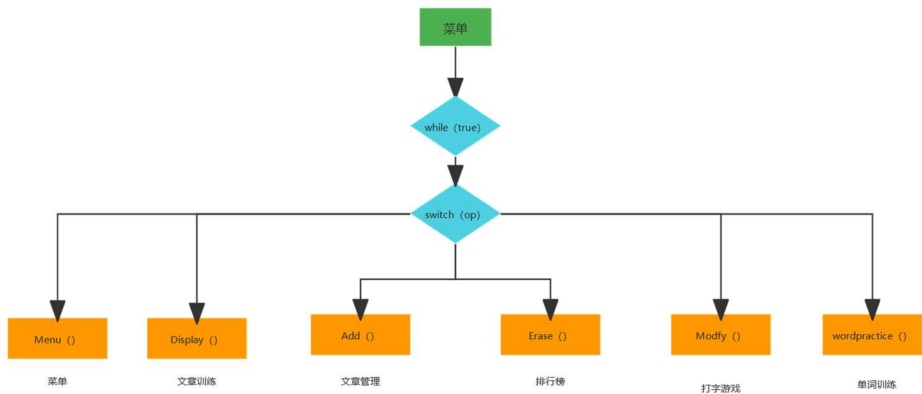 菜单
while（true）
switch（op）
Menu（）
Display（）
Add（）
Erase（）
Modfy（）
wordpractice（）
菜单
文章训练
文章管理
排行榜
打字游戏
单词训练